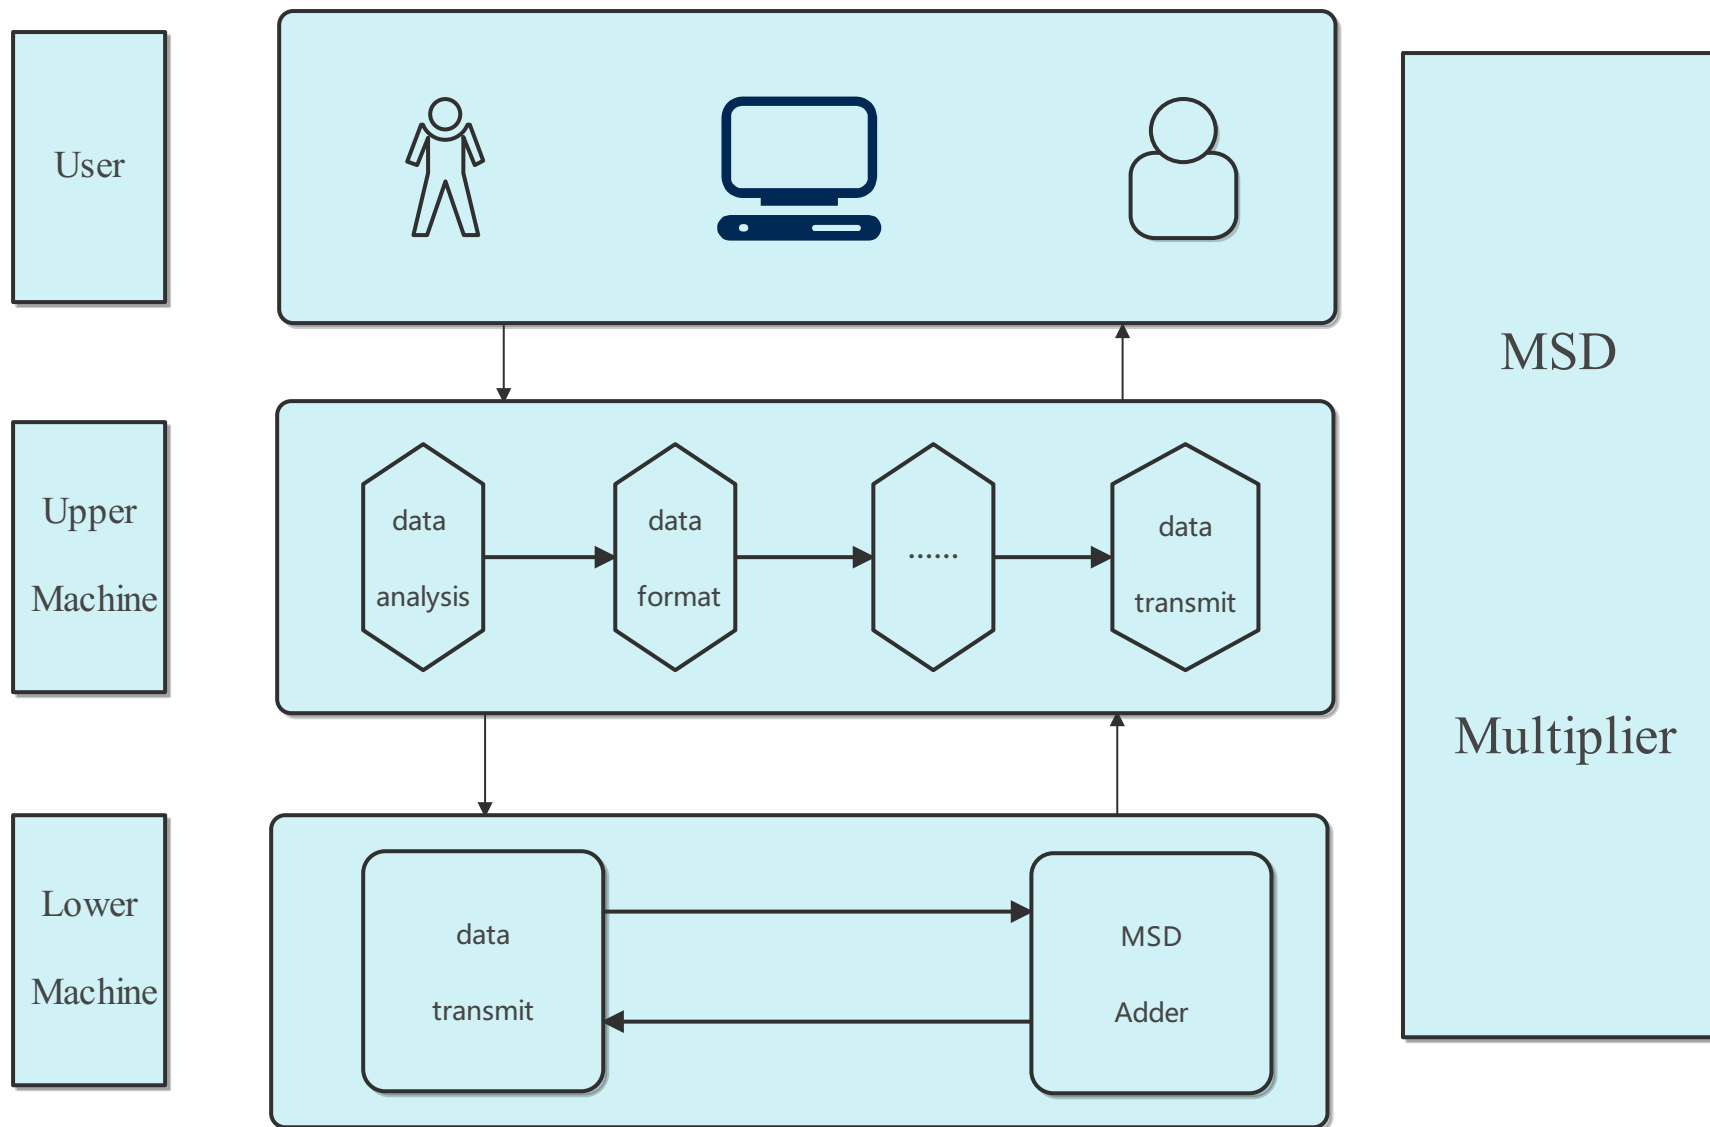 User
Upper
Machine
data
analysis
data
format
......
data
transmit
Lower
Machine
data
transmit
MSD
Adder
MSD
Multiplier